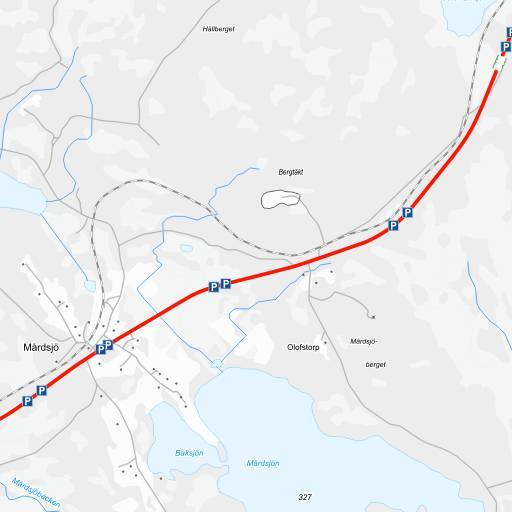 Hällberget
P
P
Bergtäkt
P
P
P
P
Mårdsjö
P
P
Olofstorp
Mårdsjö-
berget
P
P
Baksjön
Mårdsjön
Mårdsjöbäcken
327